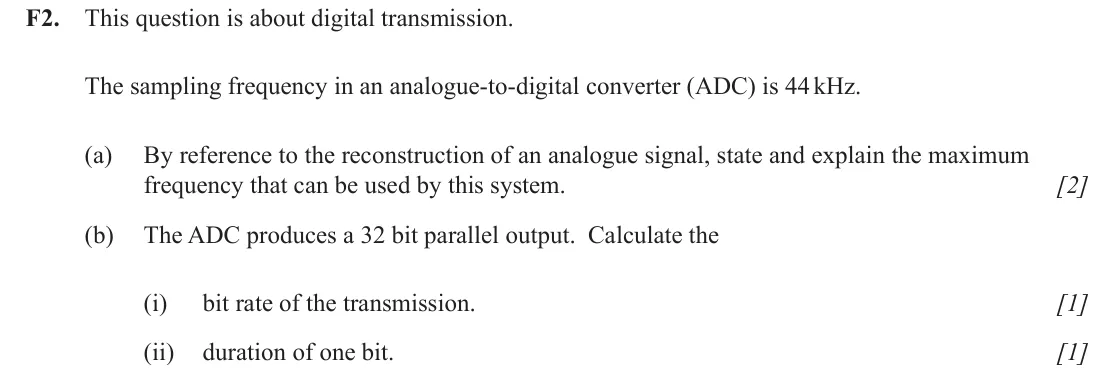 F2. This question is about digital transmission.
The sampling frequency in an analogue-to-digital converter (ADC) is 44 kHz.
(a) By reference to the reconstruction of an analogue signal, state and explain the maximum
frequency that can be used by this system. [2]
(b) The ADC produces a 32 bit parallel output. Calculate the
(i) bit rate of the transmission. [1]
(ii) duration of one bit. [1]